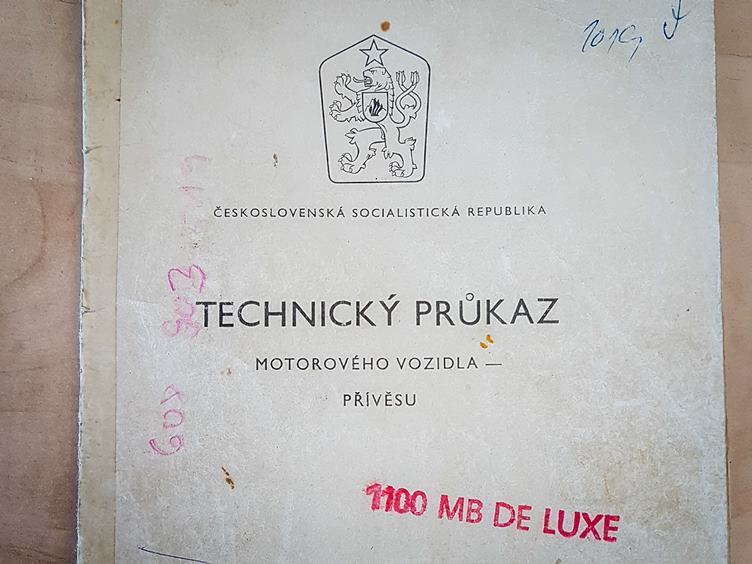 ČESKOSLOVENSKÁ SOCIALISTICKÁ REPUBLIKA
TECHNICKÝ PRŮKAZ
MOTOROVÉHO VOZIDLA —
PŘÍVĚSU
1100 MB DE LUXE